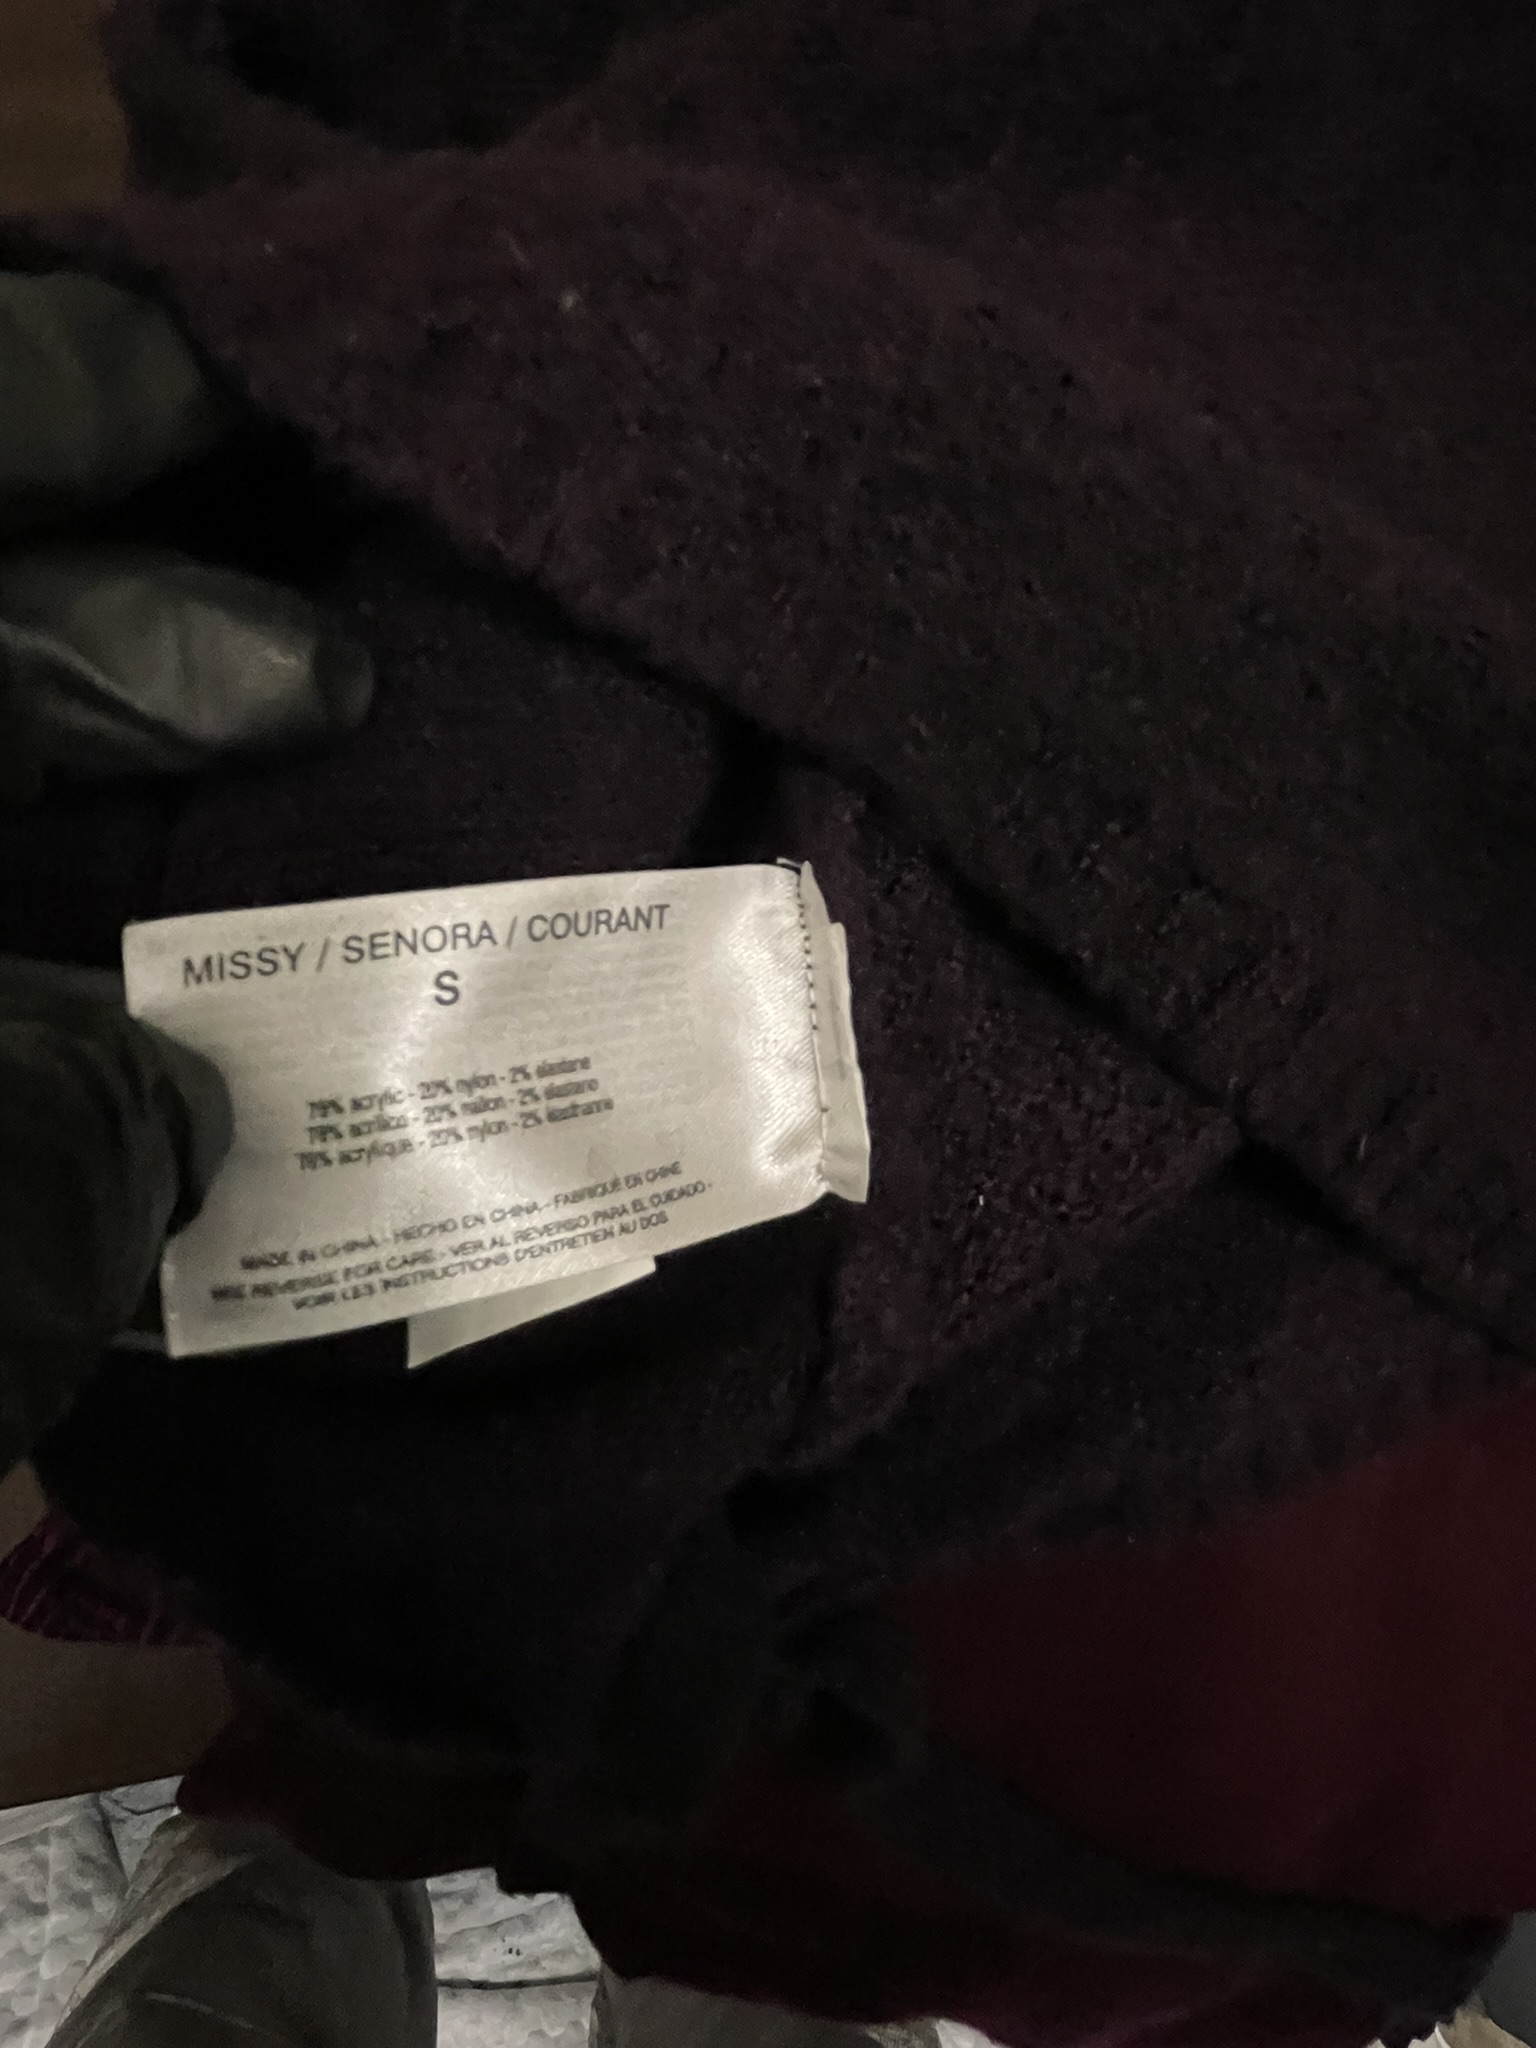 MISSY / SENORA / COURANT
S
78% acrylic - 20% nylon - 2% elastane
78% acrilico - 20% nailon - 2% elastano
78% acrylique - 20% nylon - 2% élasthanne
MADE IN CHINA - HECHO EN CHINA - FABRIQUÉ EN CHINE
SEE REVERSE FOR CARE - VER AL REVERSO PARA EL CUIDADO -
VOIR LES INSTRUCTIONS D'ENTRETIEN AU DOS